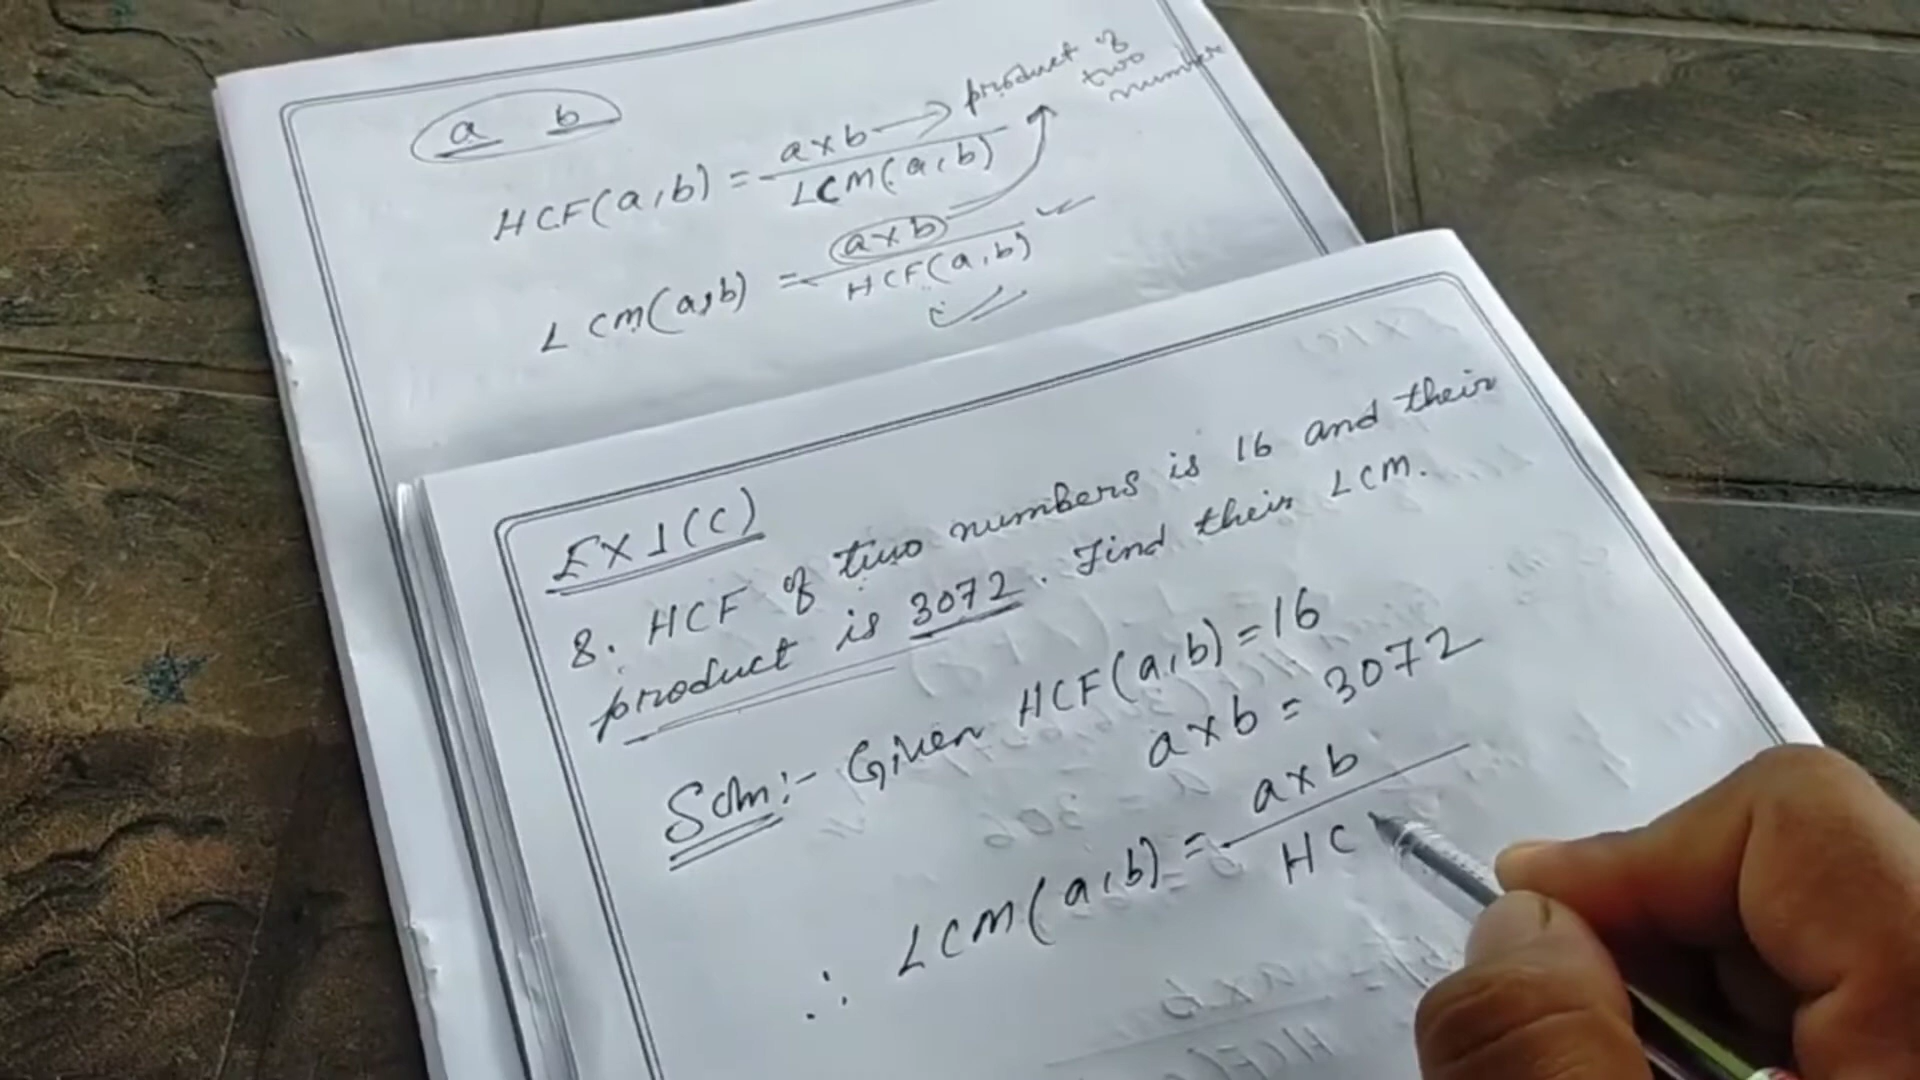 a b
HCF(a,b) = a×b → product of two numbers
LCM(a,b)
LCM(a,b) = a×b
HCF(a,b)
EX 1(C)
8. HCF of two numbers is 16 and their
product is 3072. Find their LCM.
Soln:- Given HCF(a,b)=16
a×b = 3072
∴ LCM(a,b) = a×b
HC